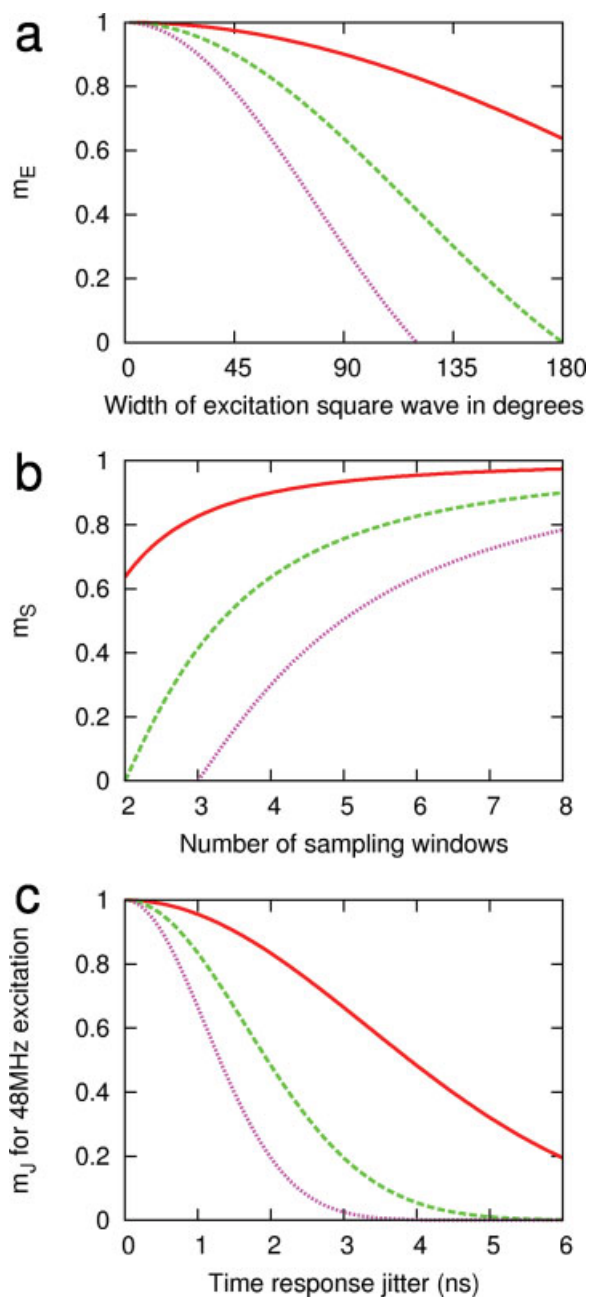 a
1
0.8
0.6
0.4
0.2
0
m_E
0 45 90 135 180
Width of excitation square wave in degrees
b
1
0.8
0.6
0.4
0.2
0
m_S
2 3 4 5 6 7 8
Number of sampling windows
c
1
0.8
0.6
0.4
0.2
0
m_J for 48MHz excitation
0 1 2 3 4 5 6
Time response jitter (ns)